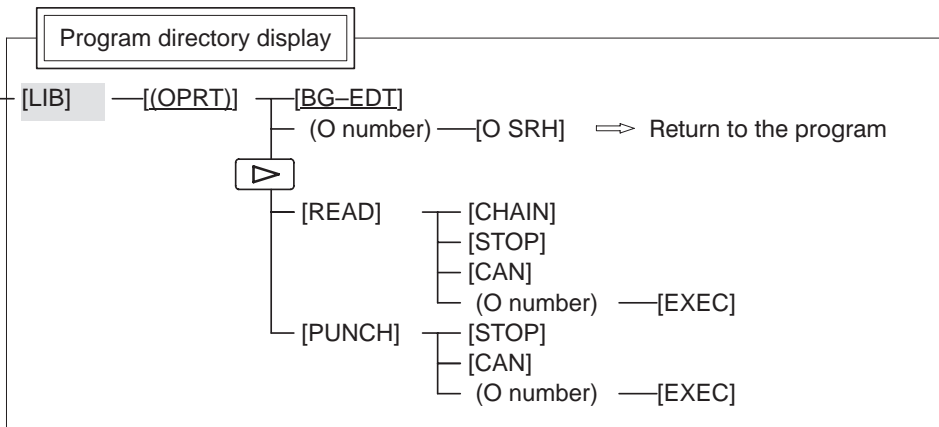 Program directory display
[LIB] [(OPRT)] [BG–EDT]
(O number) [O SRH] Return to the program
[READ] [CHAIN]
[STOP]
[CAN]
(O number) [EXEC]
[PUNCH] [STOP]
[CAN]
(O number) [EXEC]